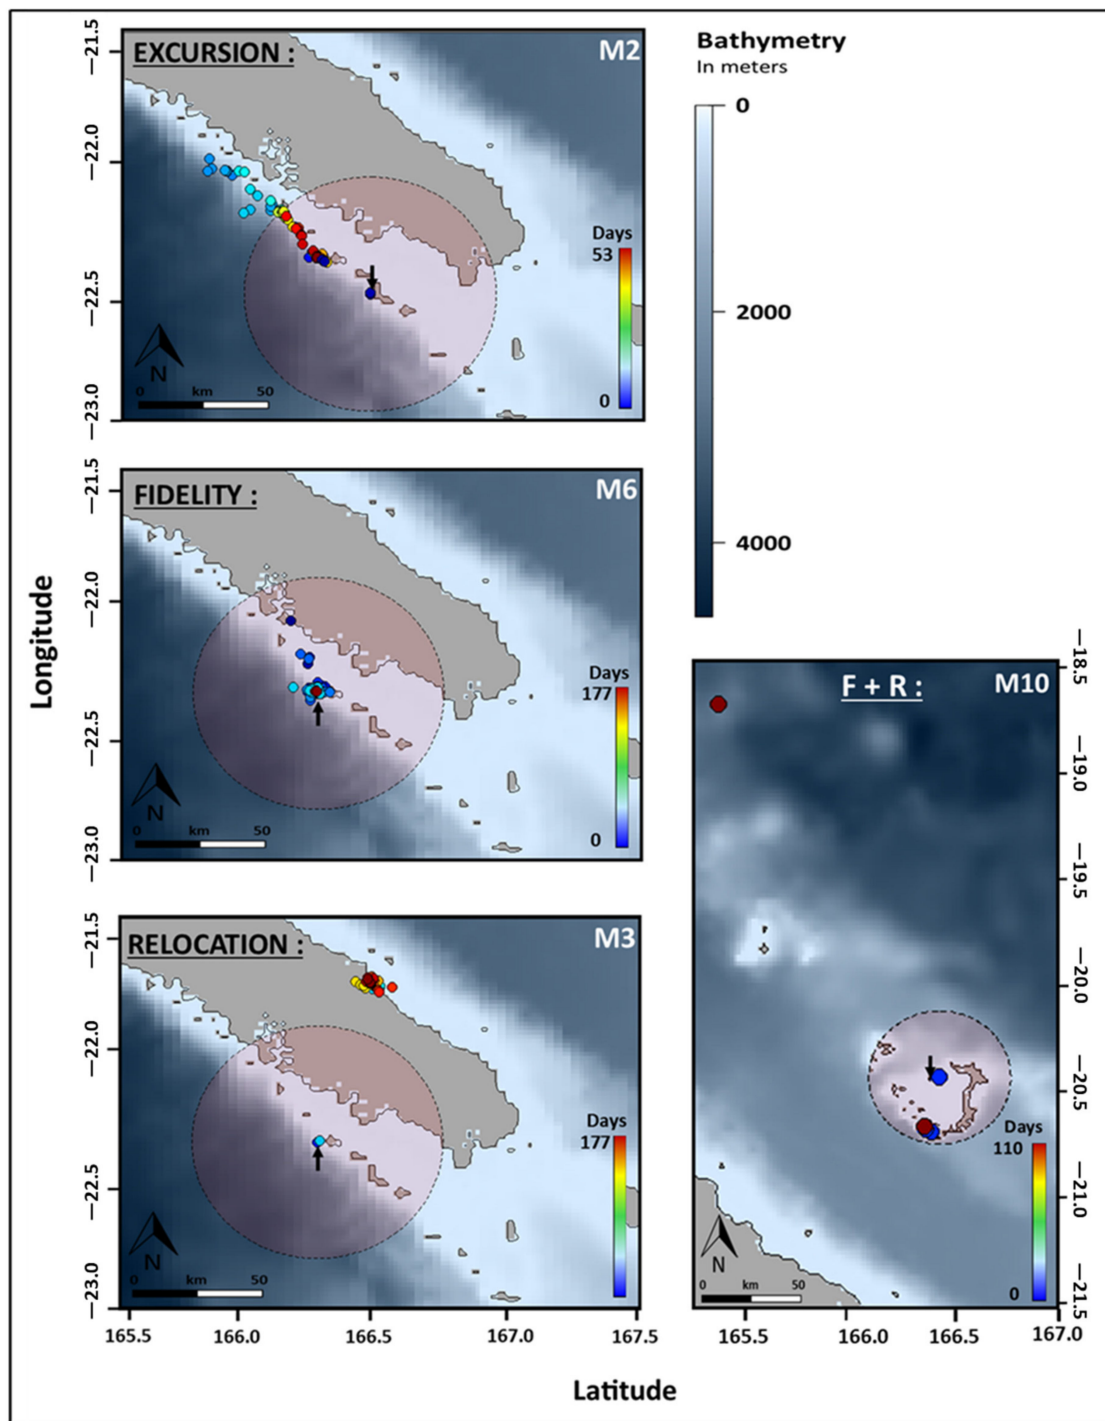 EXCURSION :
M2
−21.5
−22.0
−22.5
−23.0
Days
53
0
N
0 km 50
Bathymetry
In meters
0
2000
4000
FIDELITY :
M6
−21.5
−22.0
−22.5
−23.0
Days
177
0
N
0 km 50
Longitude
RELOCATION :
M3
−21.5
−22.0
−22.5
−23.0
Days
177
N
0 km 50
165.5 166.0 166.5 167.0 167.5
F + R :
M10
−18.5
−19.0
−19.5
−20.0
−20.5
−21.0
−21.5
Days
110
0
N
0 km 50
165.5 166.0 166.5 167.0
Latitude